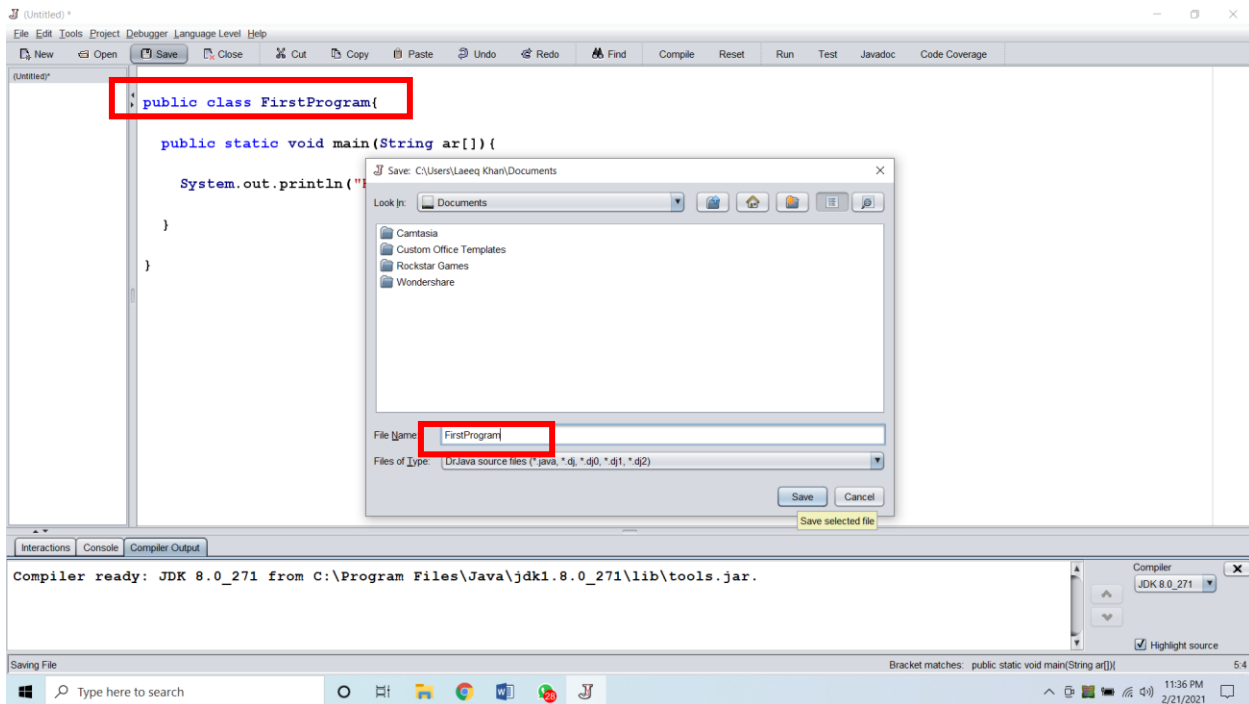 (Untitled) *
File Edit Tools Project Debugger Language Level Help
New Open Save Close Cut Copy Paste Undo Redo Find Compile Reset Run Test Javadoc Code Coverage
(Untitled)*
public class FirstProgram{
public static void main(String ar[]){
System.out.println("
}
}
Save: C:\Users\Laeeq Khan\Documents
Look In: Documents
Camtasia
Custom Office Templates
Rockstar Games
Wondershare
File Name: FirstProgram
Files of Type: DrJava source files (*.java, *.dj, *.dj0, *.dj1, *.dj2)
Save Cancel
Save selected file
Interactions Console Compiler Output
Compiler ready: JDK 8.0_271 from C:\Program Files\Java\jdk1.8.0_271\lib\tools.jar.
Compiler
JDK 8.0_271
Highlight source
Saving File Bracket matches: public static void main(String ar[]){ 5:4
Type here to search
28
11:36 PM
2/21/2021